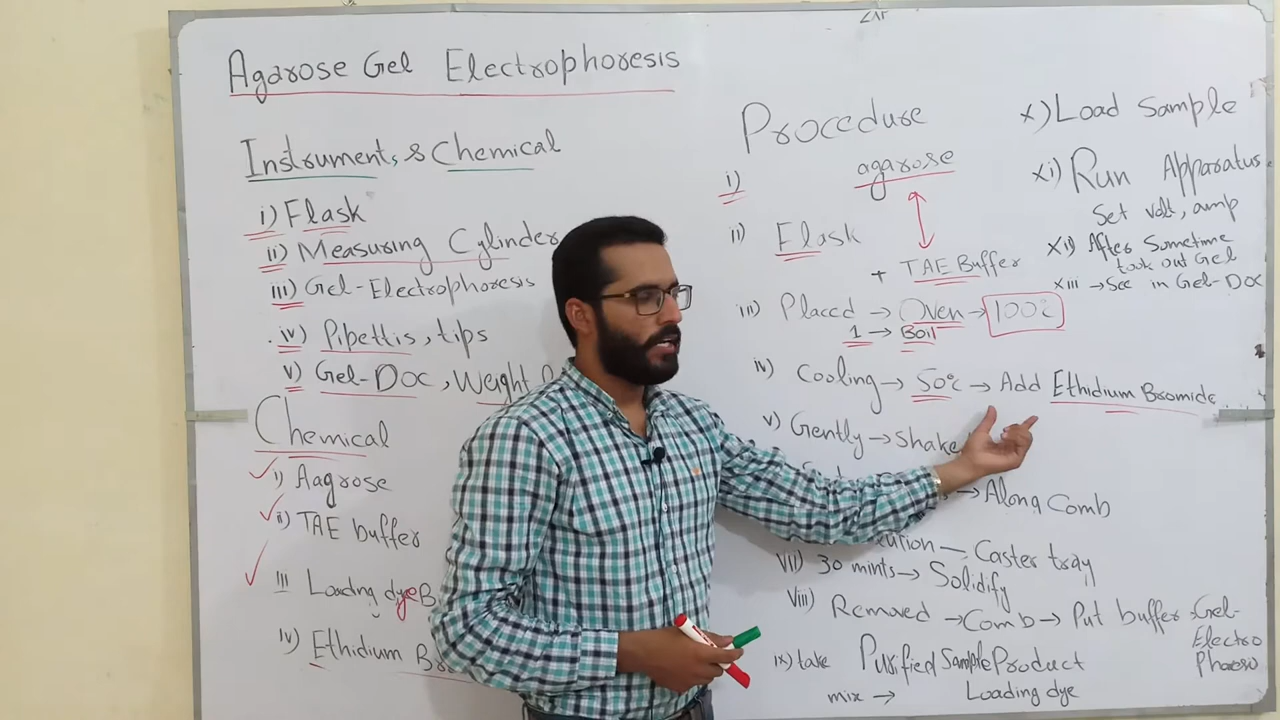 Agarose Gel Electrophoresis
Instruments & Chemical
i) Flask
ii) Measuring Cylinder
iii) Gel-Electrophoresis
iv) Pipettis, tips
v) Gel-Doc, Weight
Chemical
i) Aagrose
ii) TAE buffer
III Loading dye
iv) Ethidium
Procedure
i) agarose
ii) Flask
+ TAE Buffer
III) Placed → Oven → 100℃
1 → Boil
iv) Cooling → 50℃ → Add Ethidium Bromide
v) Gently → Shake
→ Along Comb
— Caster tray
VII) 30 mints → Solidify
VIII) Removed → Comb → Put buffer → Gel-
Electro
Phoreso
ix) take Purified Sample Product
mix → Loading dye
x) Load Sample
xi) Run Apparatus
Set volt, amp
XI) After Sometime
took out Gel
XIII → See in Gel-DOC